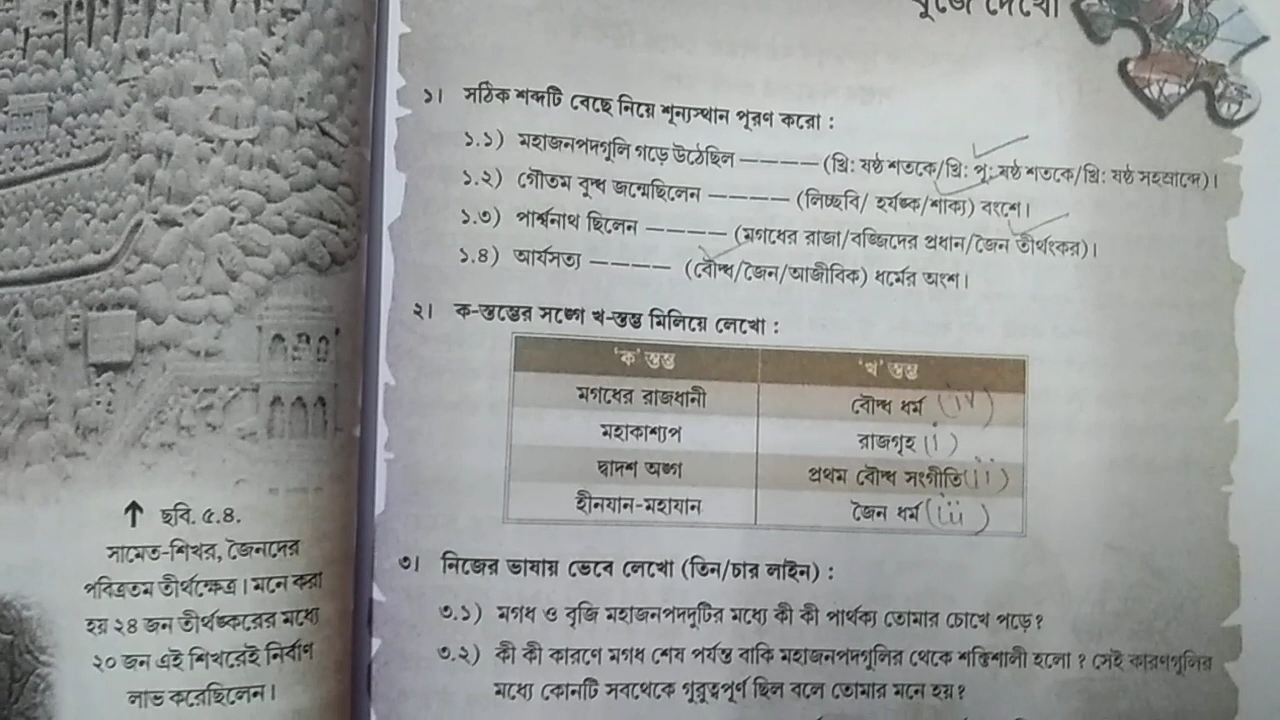 বুজে দেখো
১। সঠিক শব্দটি বেছে নিয়ে শূন্যস্থান পূরণ করো :
১.১) মহাজনপদগুলি গড়ে উঠেছিল ———— (খ্রি: ষষ্ঠ শতকে/খ্রি: পূ: ষষ্ঠ শতকে/খ্রি: ষষ্ঠ সহস্রাব্দে)।
১.২) গৌতম বুদ্ধ জন্মেছিলেন ———— (লিচ্ছবি/ হর্যঙ্ক/শাক্য) বংশে।
১.৩) পার্শ্বনাথ ছিলেন ———— (মগধের রাজা/বজ্জিদের প্রধান/জৈন তীর্থংকর)।
১.৪) আর্যসত্য ———— (বৌদ্ধ/জৈন/আজীবিক) ধর্মের অংশ।
২। ক-স্তম্ভের সঙ্গে খ-স্তম্ভ মিলিয়ে লেখো :
'ক' স্তম্ভ 'খ' স্তম্ভ
মগধের রাজধানী বৌদ্ধ ধর্ম (iv)
মহাকাশ্যপ রাজগৃহ (i)
দ্বাদশ অঙ্গ প্রথম বৌদ্ধ সংগীতি (ii)
হীনযান-মহাযান জৈন ধর্ম (iii)
৩। নিজের ভাষায় ভেবে লেখো (তিন/চার লাইন) :
৩.১) মগধ ও বৃজি মহাজনপদদুটির মধ্যে কী কী পার্থক্য তোমার চোখে পড়ে?
৩.২) কী কী কারণে মগধ শেষ পর্যন্ত বাকি মহাজনপদগুলির থেকে শক্তিশালী হলো ? সেই কারণগুলির
মধ্যে কোনটি সবথেকে গুরুত্বপূর্ণ ছিল বলে তোমার মনে হয়?
↑ ছবি. ৫.৪.
সামেত-শিখর, জৈনদের
পবিত্রতম তীর্থক্ষেত্র। মনে করা
হয় ২৪ জন তীর্থঙ্করের মধ্যে
২০ জন এই শিখরেই নির্বাণ
লাভ করেছিলেন।